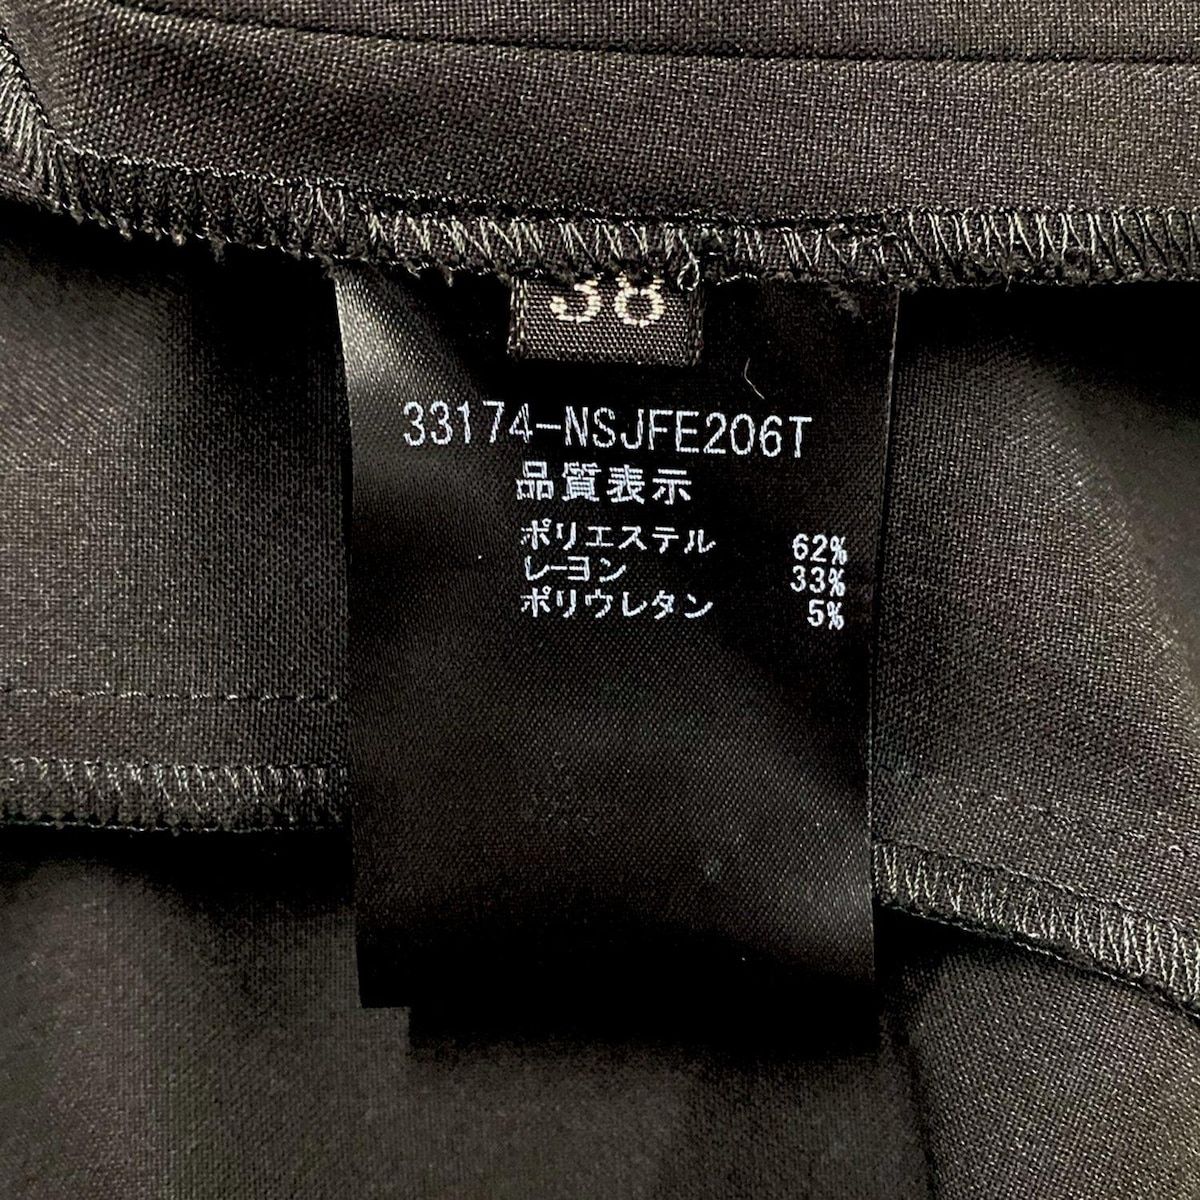 38
33174-NSJFE206T
品質表示
ポリエステル 62%
レーヨン 33%
ポリウレタン 5%